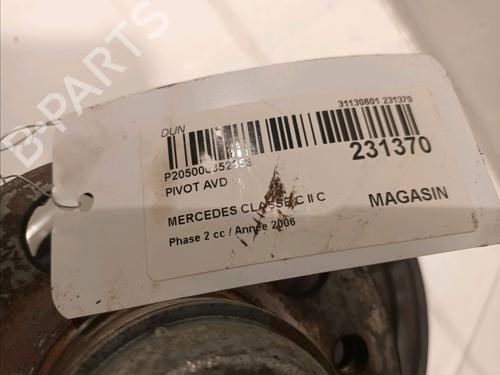 B-PARTS
DUN
31130601 231370
231370
PIVOT AVD
MERCEDES CLASSE C II C
MAGASIN
Phase 2 cc / Année 2006